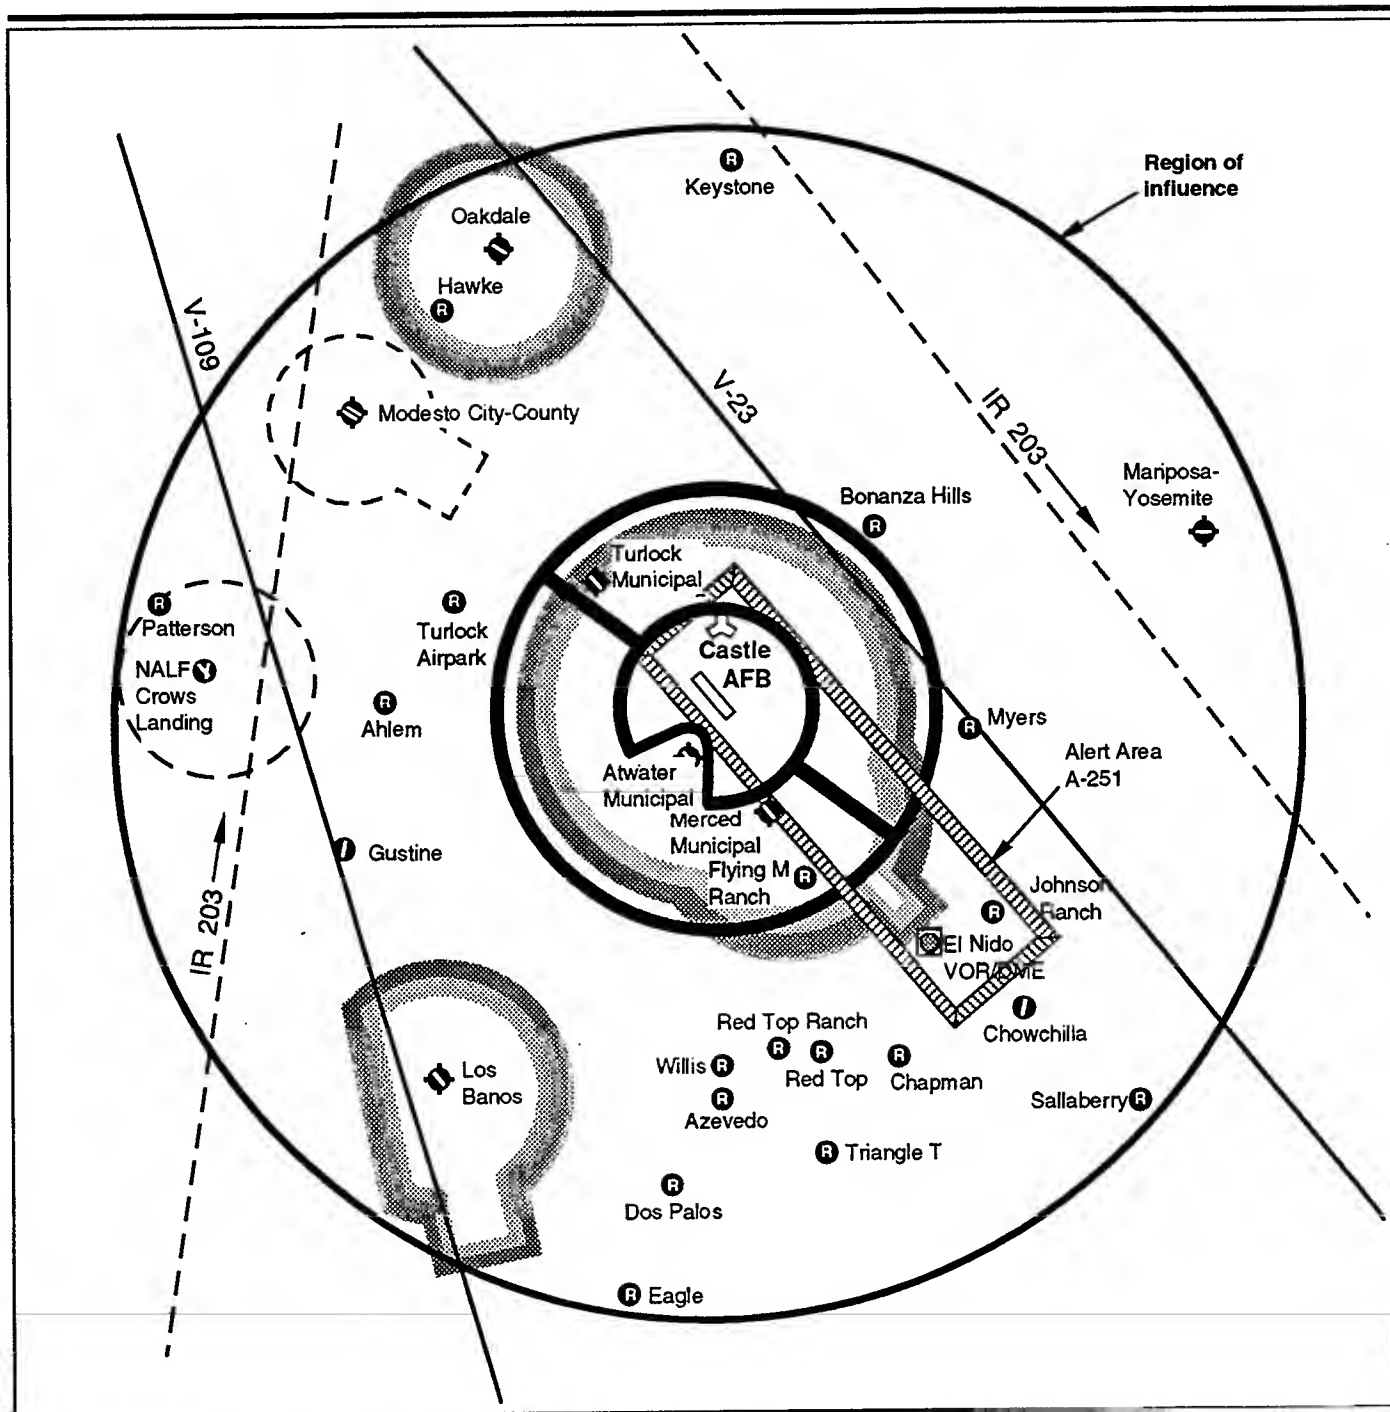 Region of
influence
R
Keystone
Oakdale
Hawke
R
V-109
V-23
Modesto City-County
IR 203
Mariposa-
Yosemite
Bonanza Hills
R
Turlock
Municipal
R
Patterson
R
Turlock
Airpark
Castle
AFB
NALF
Crows
Landing
R
Ahlem
R
Myers
Alert Area
A-251
Atwater
Municipal
Merced
Municipal
Gustine
Flying M
Ranch
R
Johnson
Ranch
R
IR 203
El Nido
VOR/DME
Chowchilla
Red Top Ranch
R
R
Red Top
R
Chapman
Willis
R
Los
Banos
R
Azevedo
Sallaberry
R
R
Triangle T
R
Dos Palos
R
Eagle